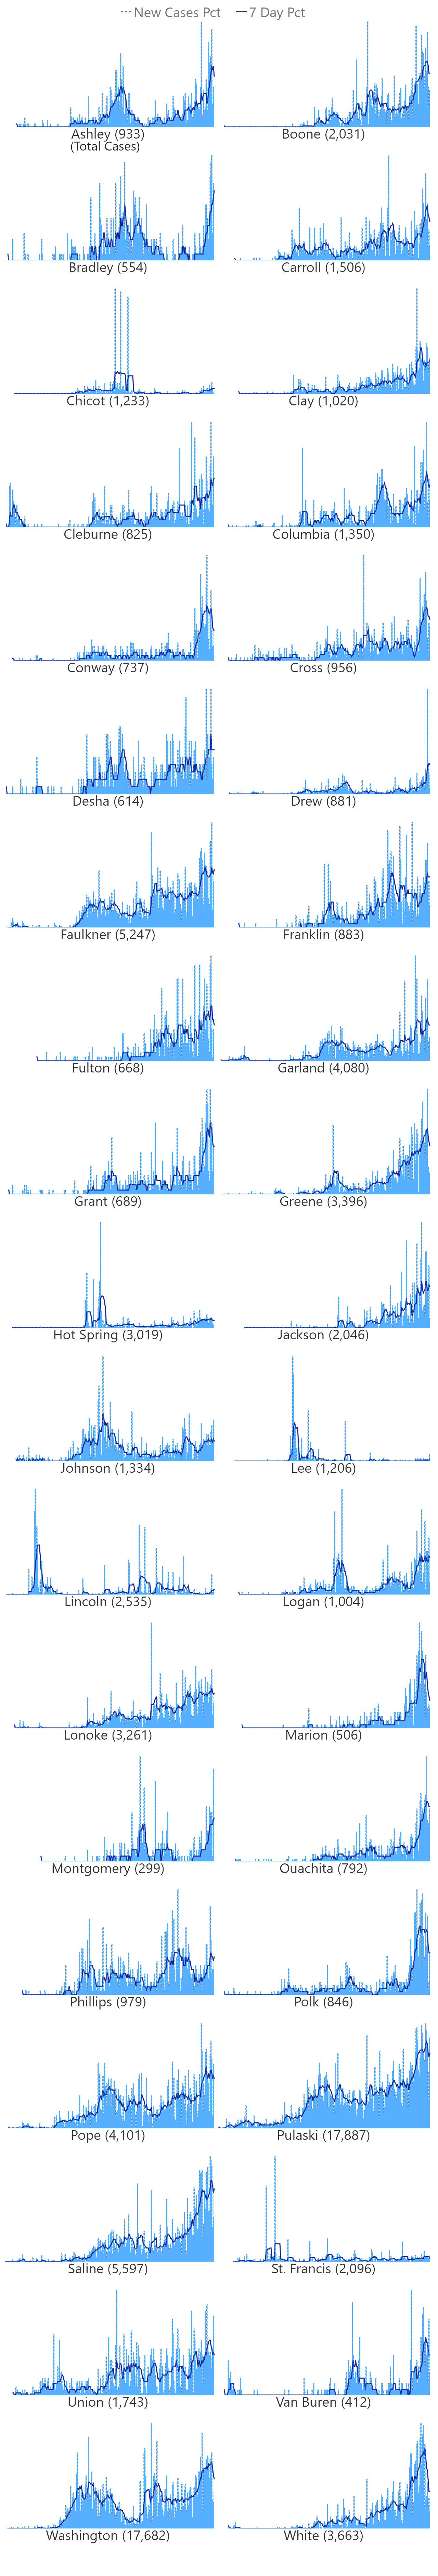 New Cases Pct 7 Day Pct
Ashley (933) Boone (2,031)
(Total Cases)
Bradley (554) Carroll (1,506)
Chicot (1,233) Clay (1,020)
Cleburne (825) Columbia (1,350)
Conway (737) Cross (956)
Desha (614) Drew (881)
Faulkner (5,247) Franklin (883)
Fulton (668) Garland (4,080)
Grant (689) Greene (3,396)
Hot Spring (3,019) Jackson (2,046)
Johnson (1,334) Lee (1,206)
Lincoln (2,535) Logan (1,004)
Lonoke (3,261) Marion (506)
Montgomery (299) Ouachita (792)
Phillips (979) Polk (846)
Pope (4,101) Pulaski (17,887)
Saline (5,597) St. Francis (2,096)
Union (1,743) Van Buren (412)
Washington (17,682) White (3,663)